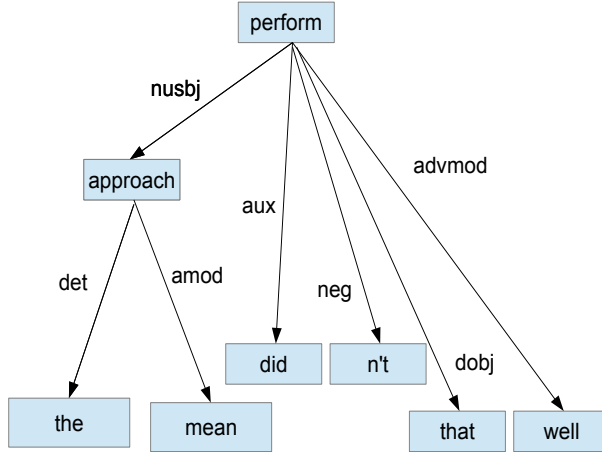 perform
nusbj
approach
advmod
aux
det
amod
neg
did
n't
dobj
the
mean
that
well